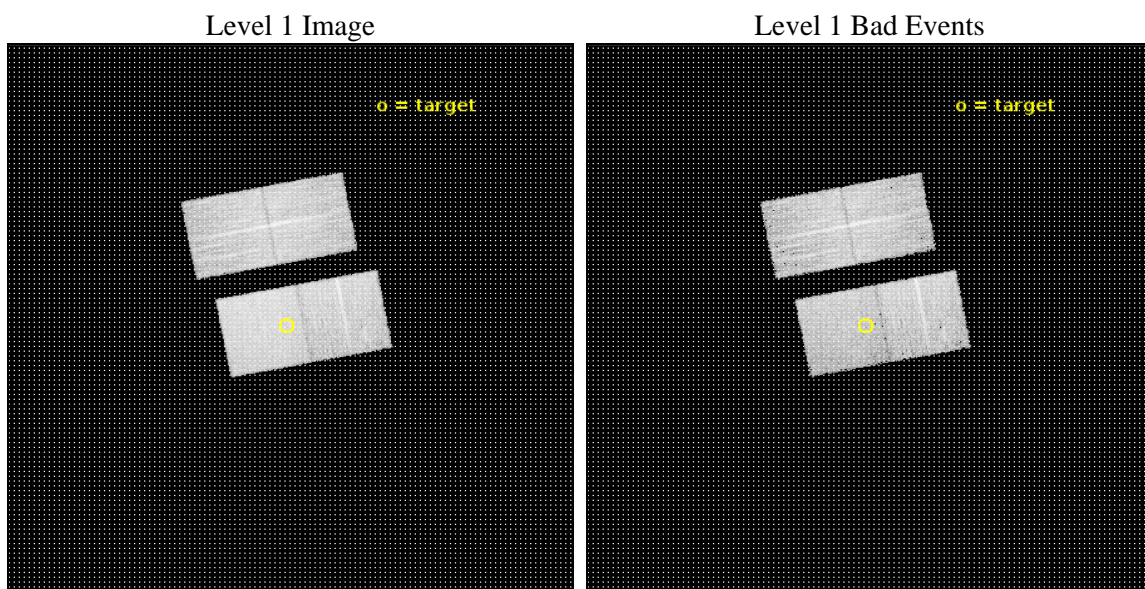 Level 1 Image
Level 1 Bad Events
o = target
o = target